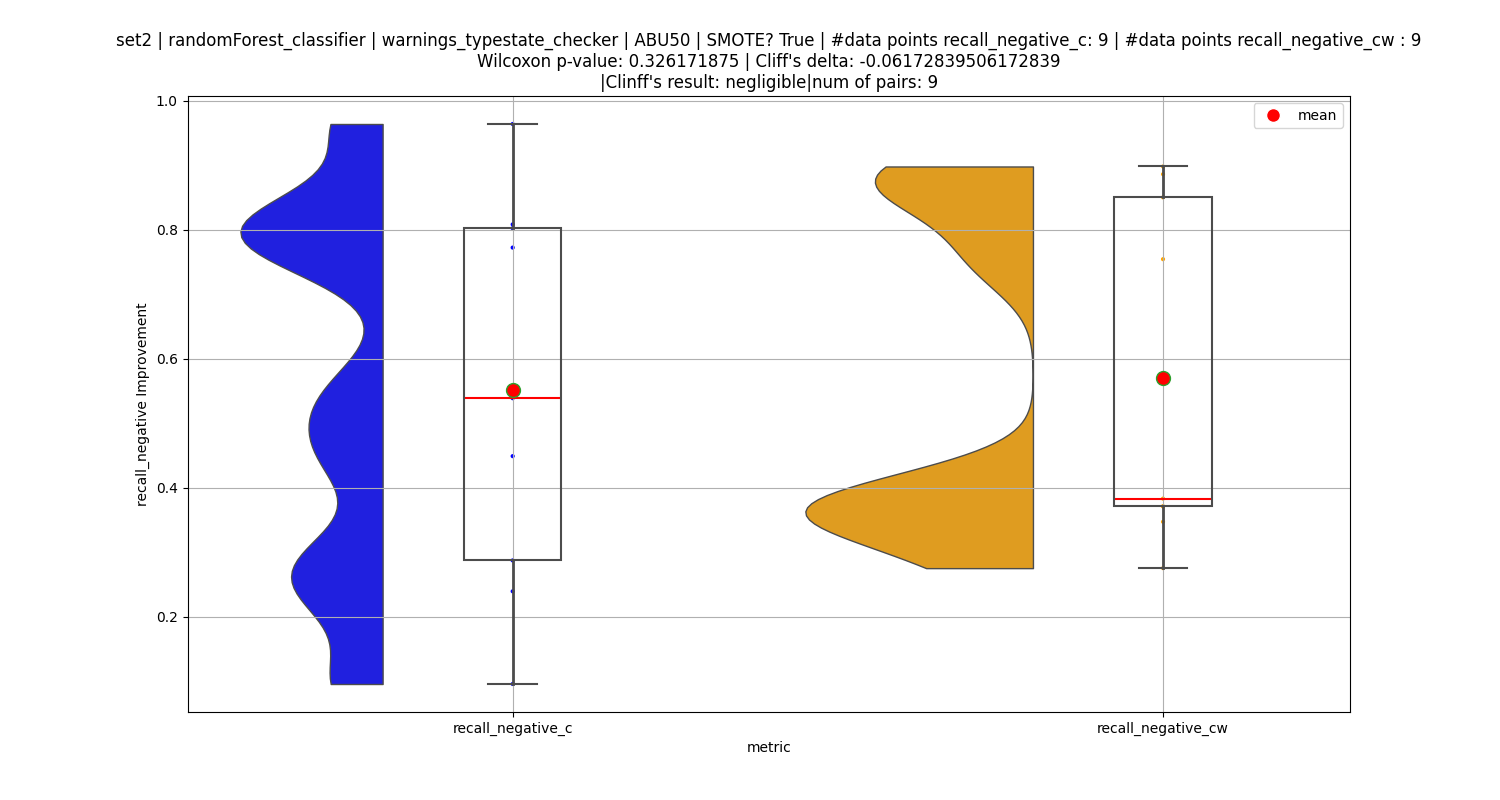 set2 | randomForest_classifier | warnings_typestate_checker | ABU50 | SMOTE? True | #data points recall_negative_c: 9 | #data points recall_negative_cw : 9
Wilcoxon p-value: 0.326171875 | Cliff's delta: -0.06172839506172839
|Clinff's result: negligible|num of pairs: 9
mean
1.0
0.8
0.6
0.4
0.2
recall_negative Improvement
recall_negative_c
recall_negative_cw
metric